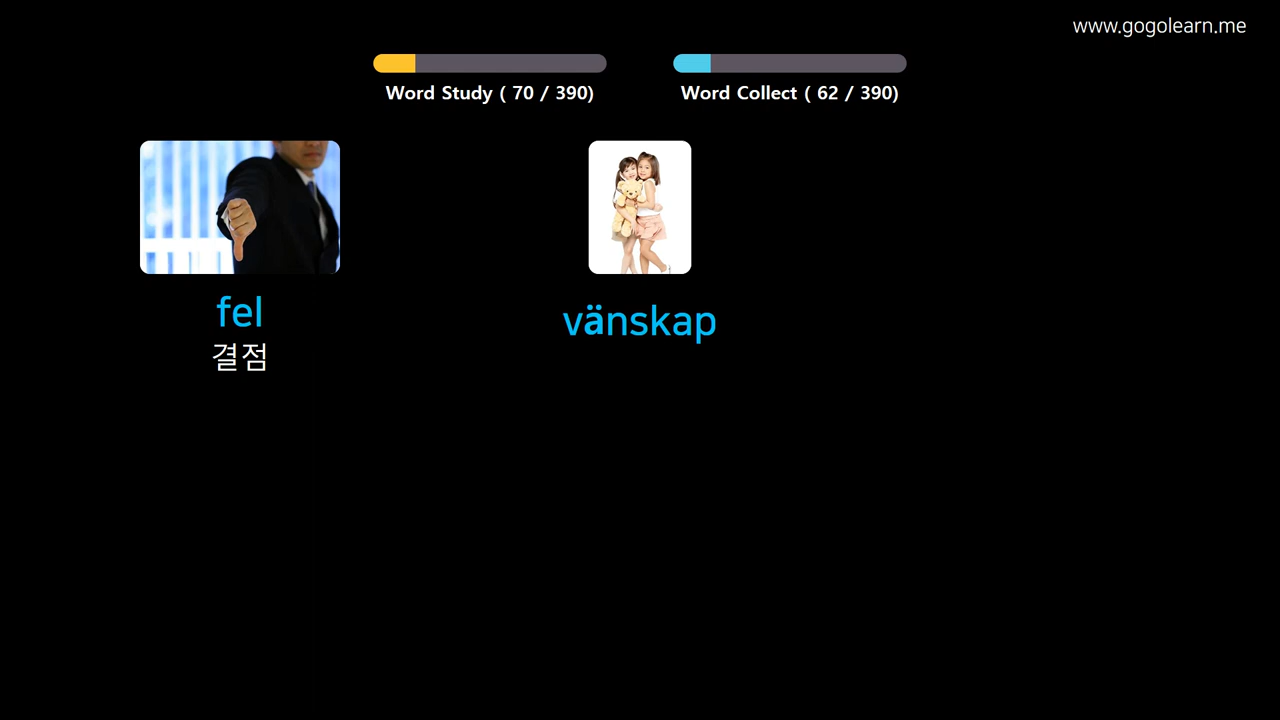 www.gogolearn.me
Word Study ( 70 / 390)
Word Collect ( 62 / 390)
fel
결점
vänskap